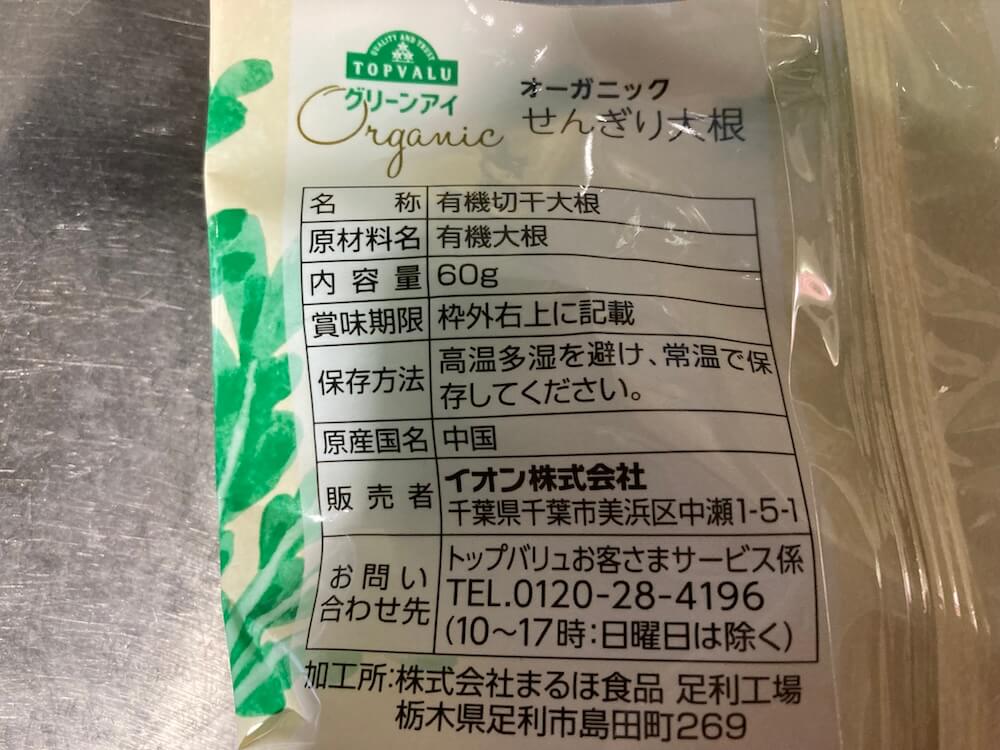 QUALITY AND TRUST
TOPVALU
グリーンアイ
Organic
オーガニック
せんぎり大根
名称 有機切干大根
原材料名 有機大根
内容量 60g
賞味期限 枠外右上に記載
保存方法 高温多湿を避け、常温で保
存してください。
原産国名 中国
販売者 イオン株式会社
千葉県千葉市美浜区中瀬1-5-1
お問い
合わせ先
トップバリュお客さまサービス係
TEL.0120-28-4196
(10〜17時:日曜日は除く)
加工所:株式会社まるほ食品 足利工場
栃木県足利市島田町269